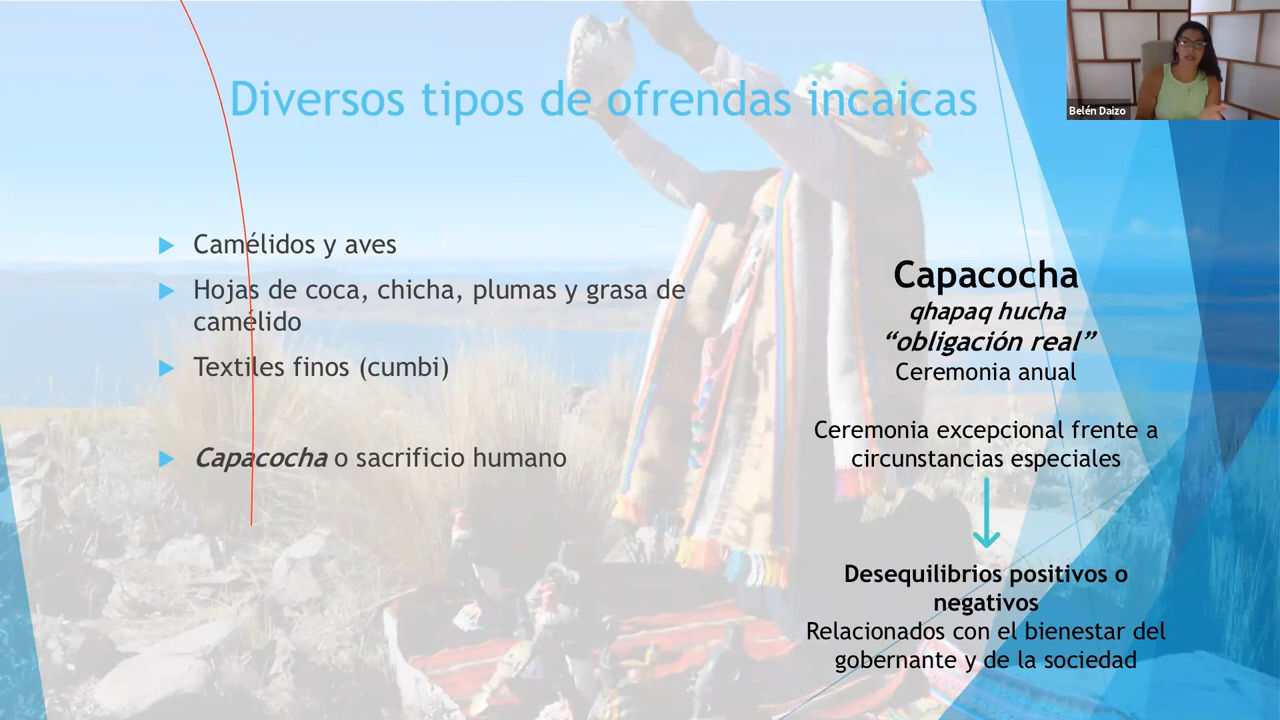 Diversos tipos de ofrendas incaicas
Belén Daizo
Camélidos y aves
Hojas de coca, chicha, plumas y grasa de
camélido
Textiles finos (cumbi)
Capacocha o sacrificio humano
Capacocha
qhapaq hucha
“obligación real”
Ceremonia anual
Ceremonia excepcional frente a
circunstancias especiales
Desequilibrios positivos o
negativos
Relacionados con el bienestar del
gobernante y de la sociedad